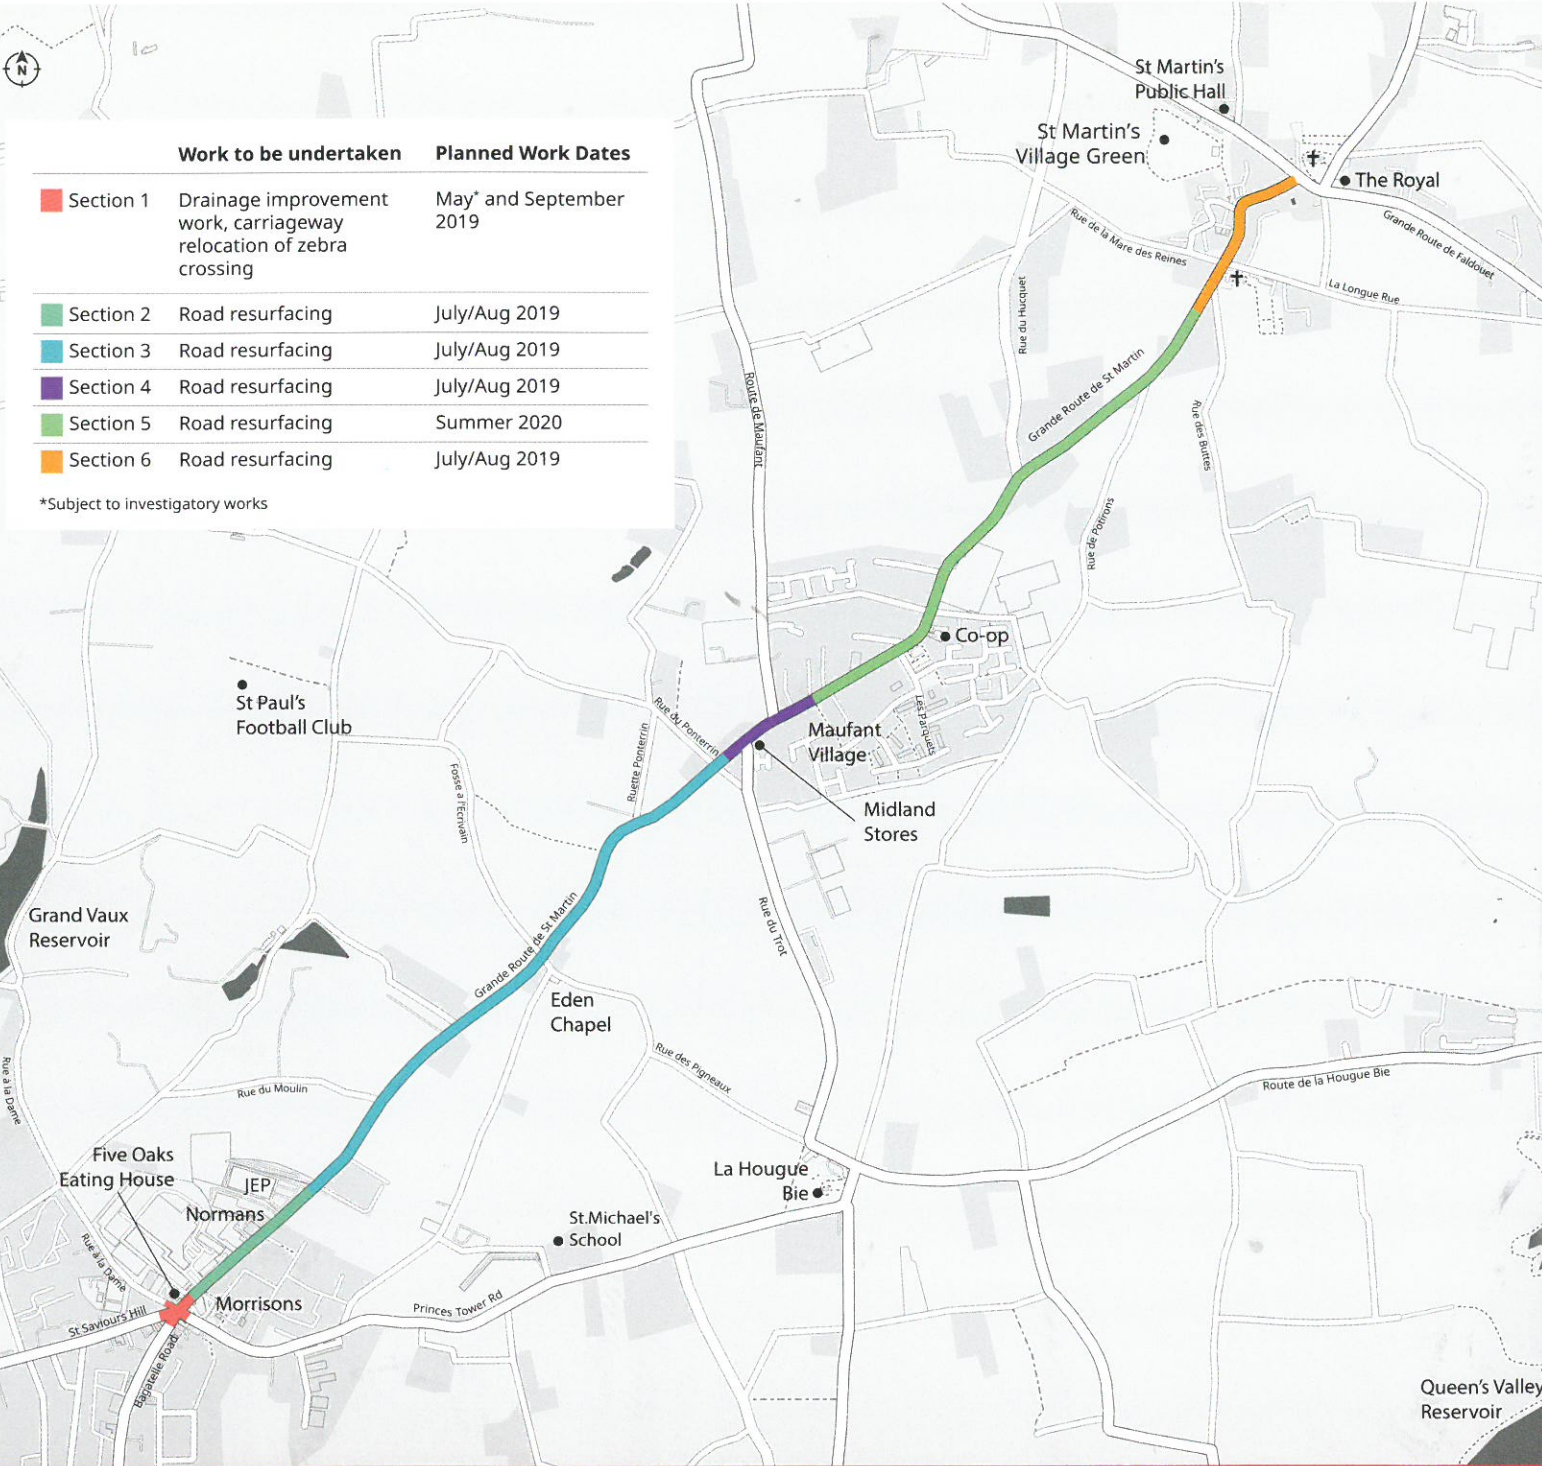 N
Work to be undertaken Planned Work Dates
Section 1 Drainage improvement work, carriageway relocation of zebra crossing May* and September 2019
Section 2 Road resurfacing July/Aug 2019
Section 3 Road resurfacing July/Aug 2019
Section 4 Road resurfacing July/Aug 2019
Section 5 Road resurfacing Summer 2020
Section 6 Road resurfacing July/Aug 2019
*Subject to investigatory works
St Martin's
Public Hall
St Martin's
Village Green
The Royal
Grande Route de Faldouet
Rue de la Mare des Reines
La Longue Rue
Rue du Hucquet
Grande Route de St Martin
Route de Maufant
Rue des Buttes
Rue de Potirons
Co-op
Les Parquets
St Paul's
Football Club
Rue du Ponterrin
Ruette Ponterrin
Maufant
Village
Midland
Stores
Fosse a l'Ecrivain
Grand Vaux
Reservoir
Rue du Trot
Grande Route de St Martin
Eden
Chapel
Rue des Pigneaux
Rue à la Dame
Rue du Moulin
Route de la Hougue Bie
Five Oaks
Eating House
JEP
Normans
La Hougue
Bie
St.Michael's
School
Rue à la Dame
Morrisons
Princes Tower Rd
St Saviours Hill
Bagatelle Road
Queen's Valley
Reservoir